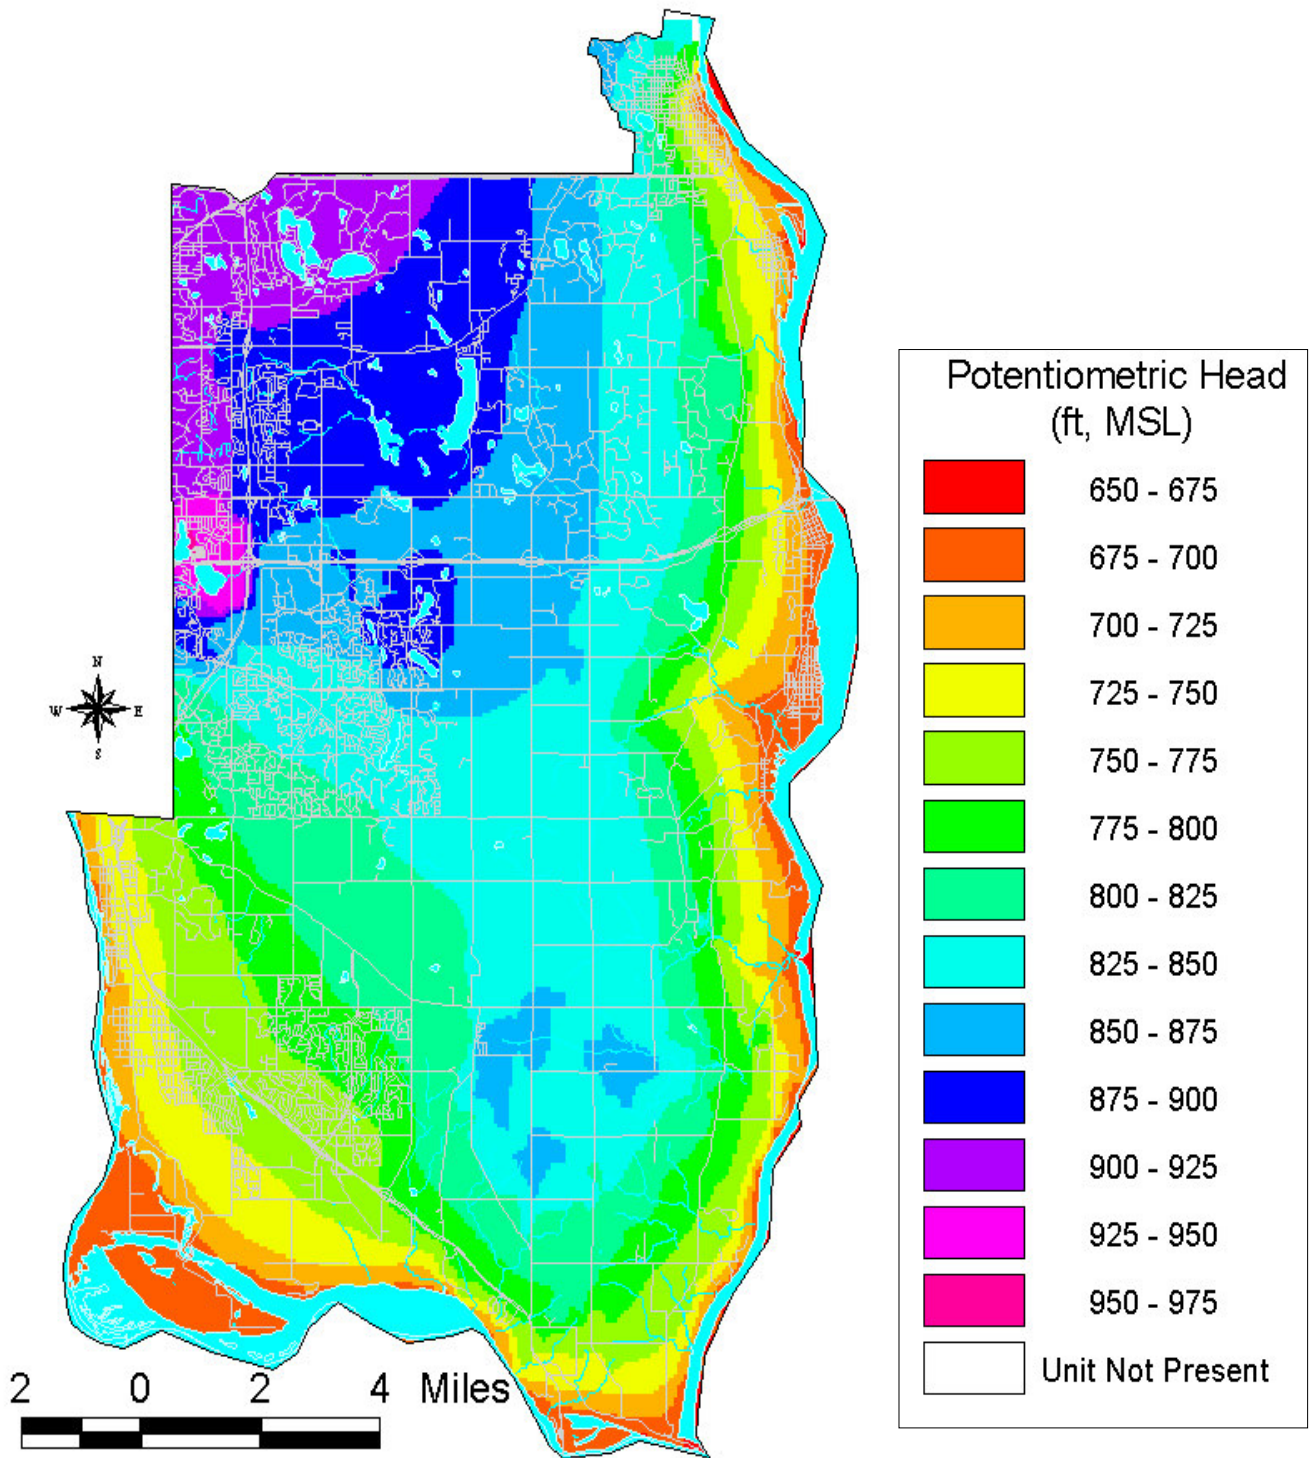 Potentiometric Head
(ft, MSL)
650 - 675
675 - 700
700 - 725
725 - 750
750 - 775
775 - 800
800 - 825
825 - 850
850 - 875
875 - 900
900 - 925
925 - 950
950 - 975
Unit Not Present
N
W E
S
2 0 2 4 Miles